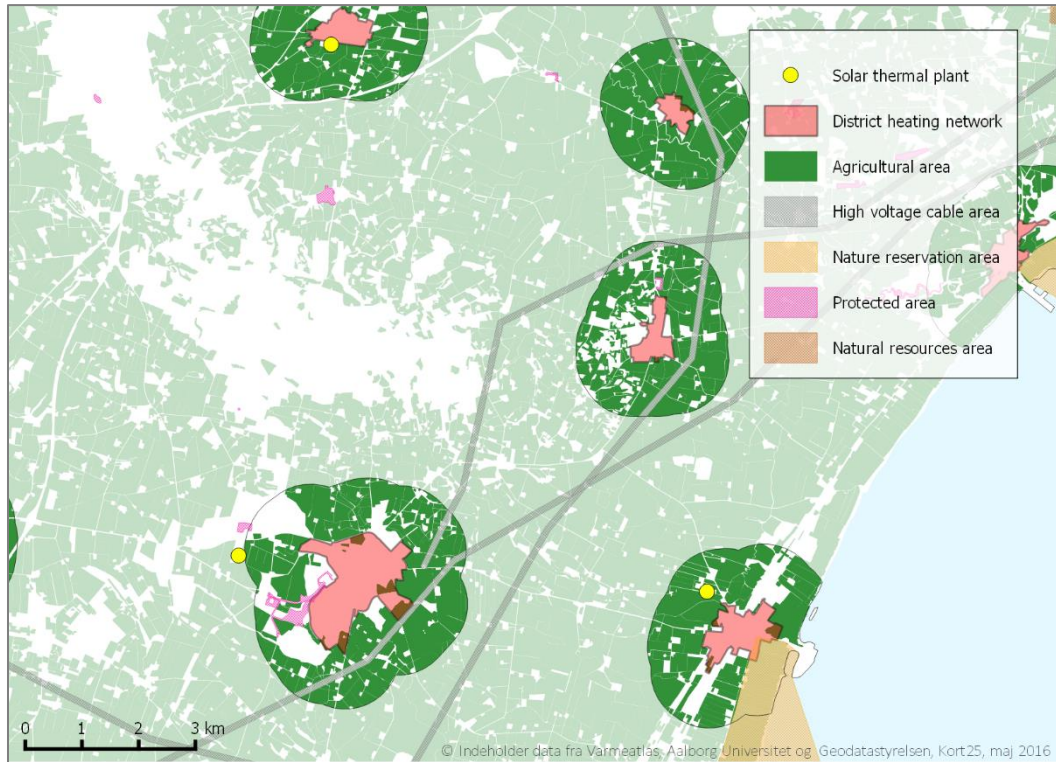 Solar thermal plant
District heating network
Agricultural area
High voltage cable area
Nature reservation area
Protected area
Natural resources area
0 1 2 3 km
© Indeholder data fra Varmeatlas, Aalborg Universitet og Geodatastyrelsen, Kort25, maj 2016